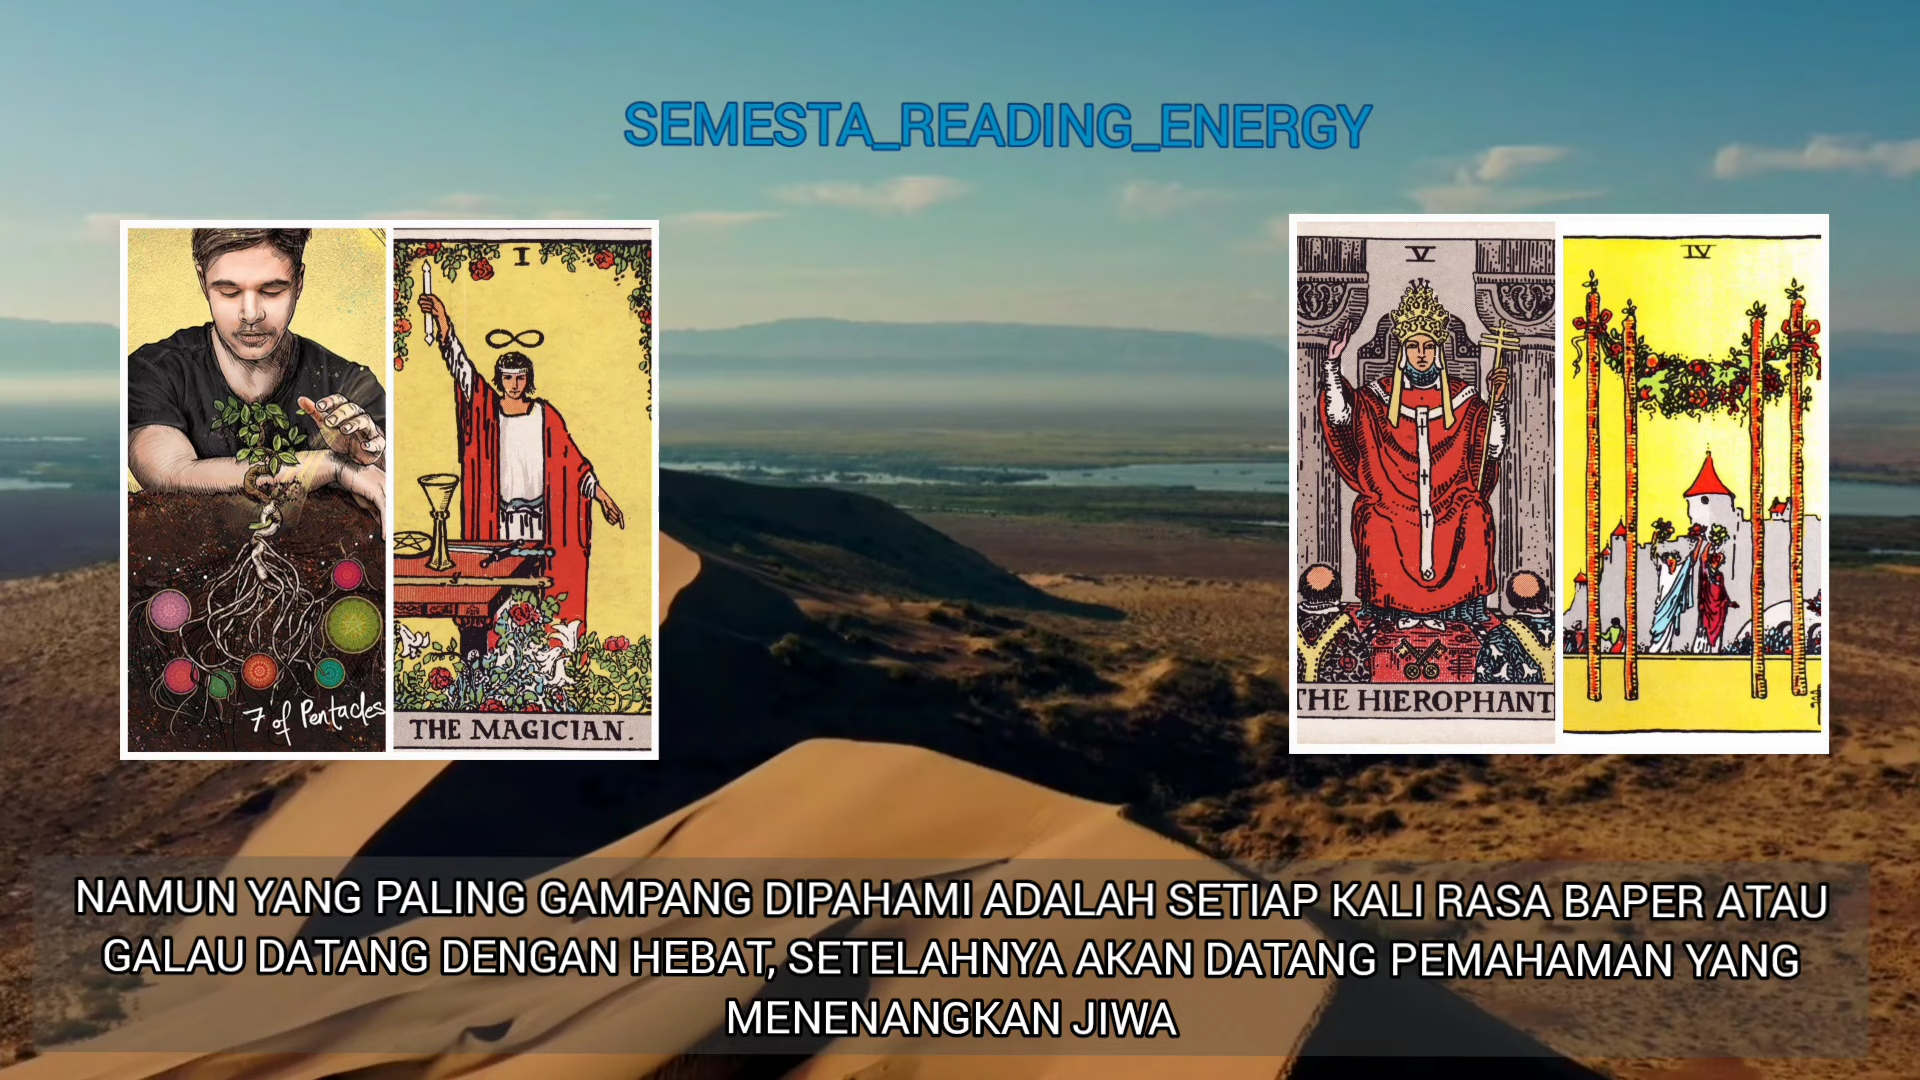 SEMESTA_READING_ENERGY
7 of Pentacles
I
THE MAGICIAN.
V
THE HIEROPHANT
IV
NAMUN YANG PALING GAMPANG DIPAHAMI ADALAH SETIAP KALI RASA BAPER ATAU
GALAU DATANG DENGAN HEBAT, SETELAHNYA AKAN DATANG PEMAHAMAN YANG
MENENANGKAN JIWA